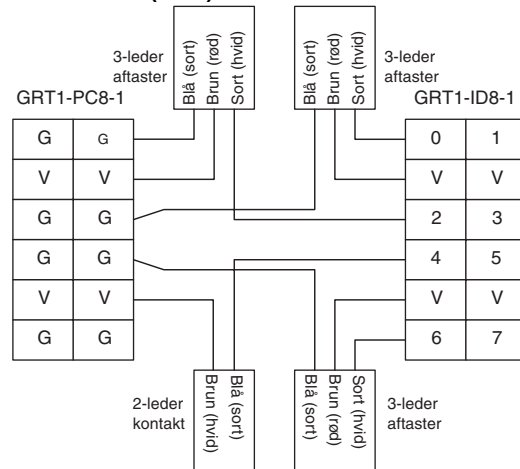 3-leder
aftaster
Blå (sort)
Brun (rød)
Sort (hvid)
Blå (sort)
Brun (rød)
Sort (hvid)
3-leder
aftaster
GRT1-PC8-1
GRT1-ID8-1
G G
V V
G G
G G
V V
G G
0 1
V V
2 3
4 5
V V
6 7
2-leder
kontakt
Brun (hvid)
Blå (sort)
Blå (sort)
Brun (rød)
Sort (hvid)
3-leder
aftaster